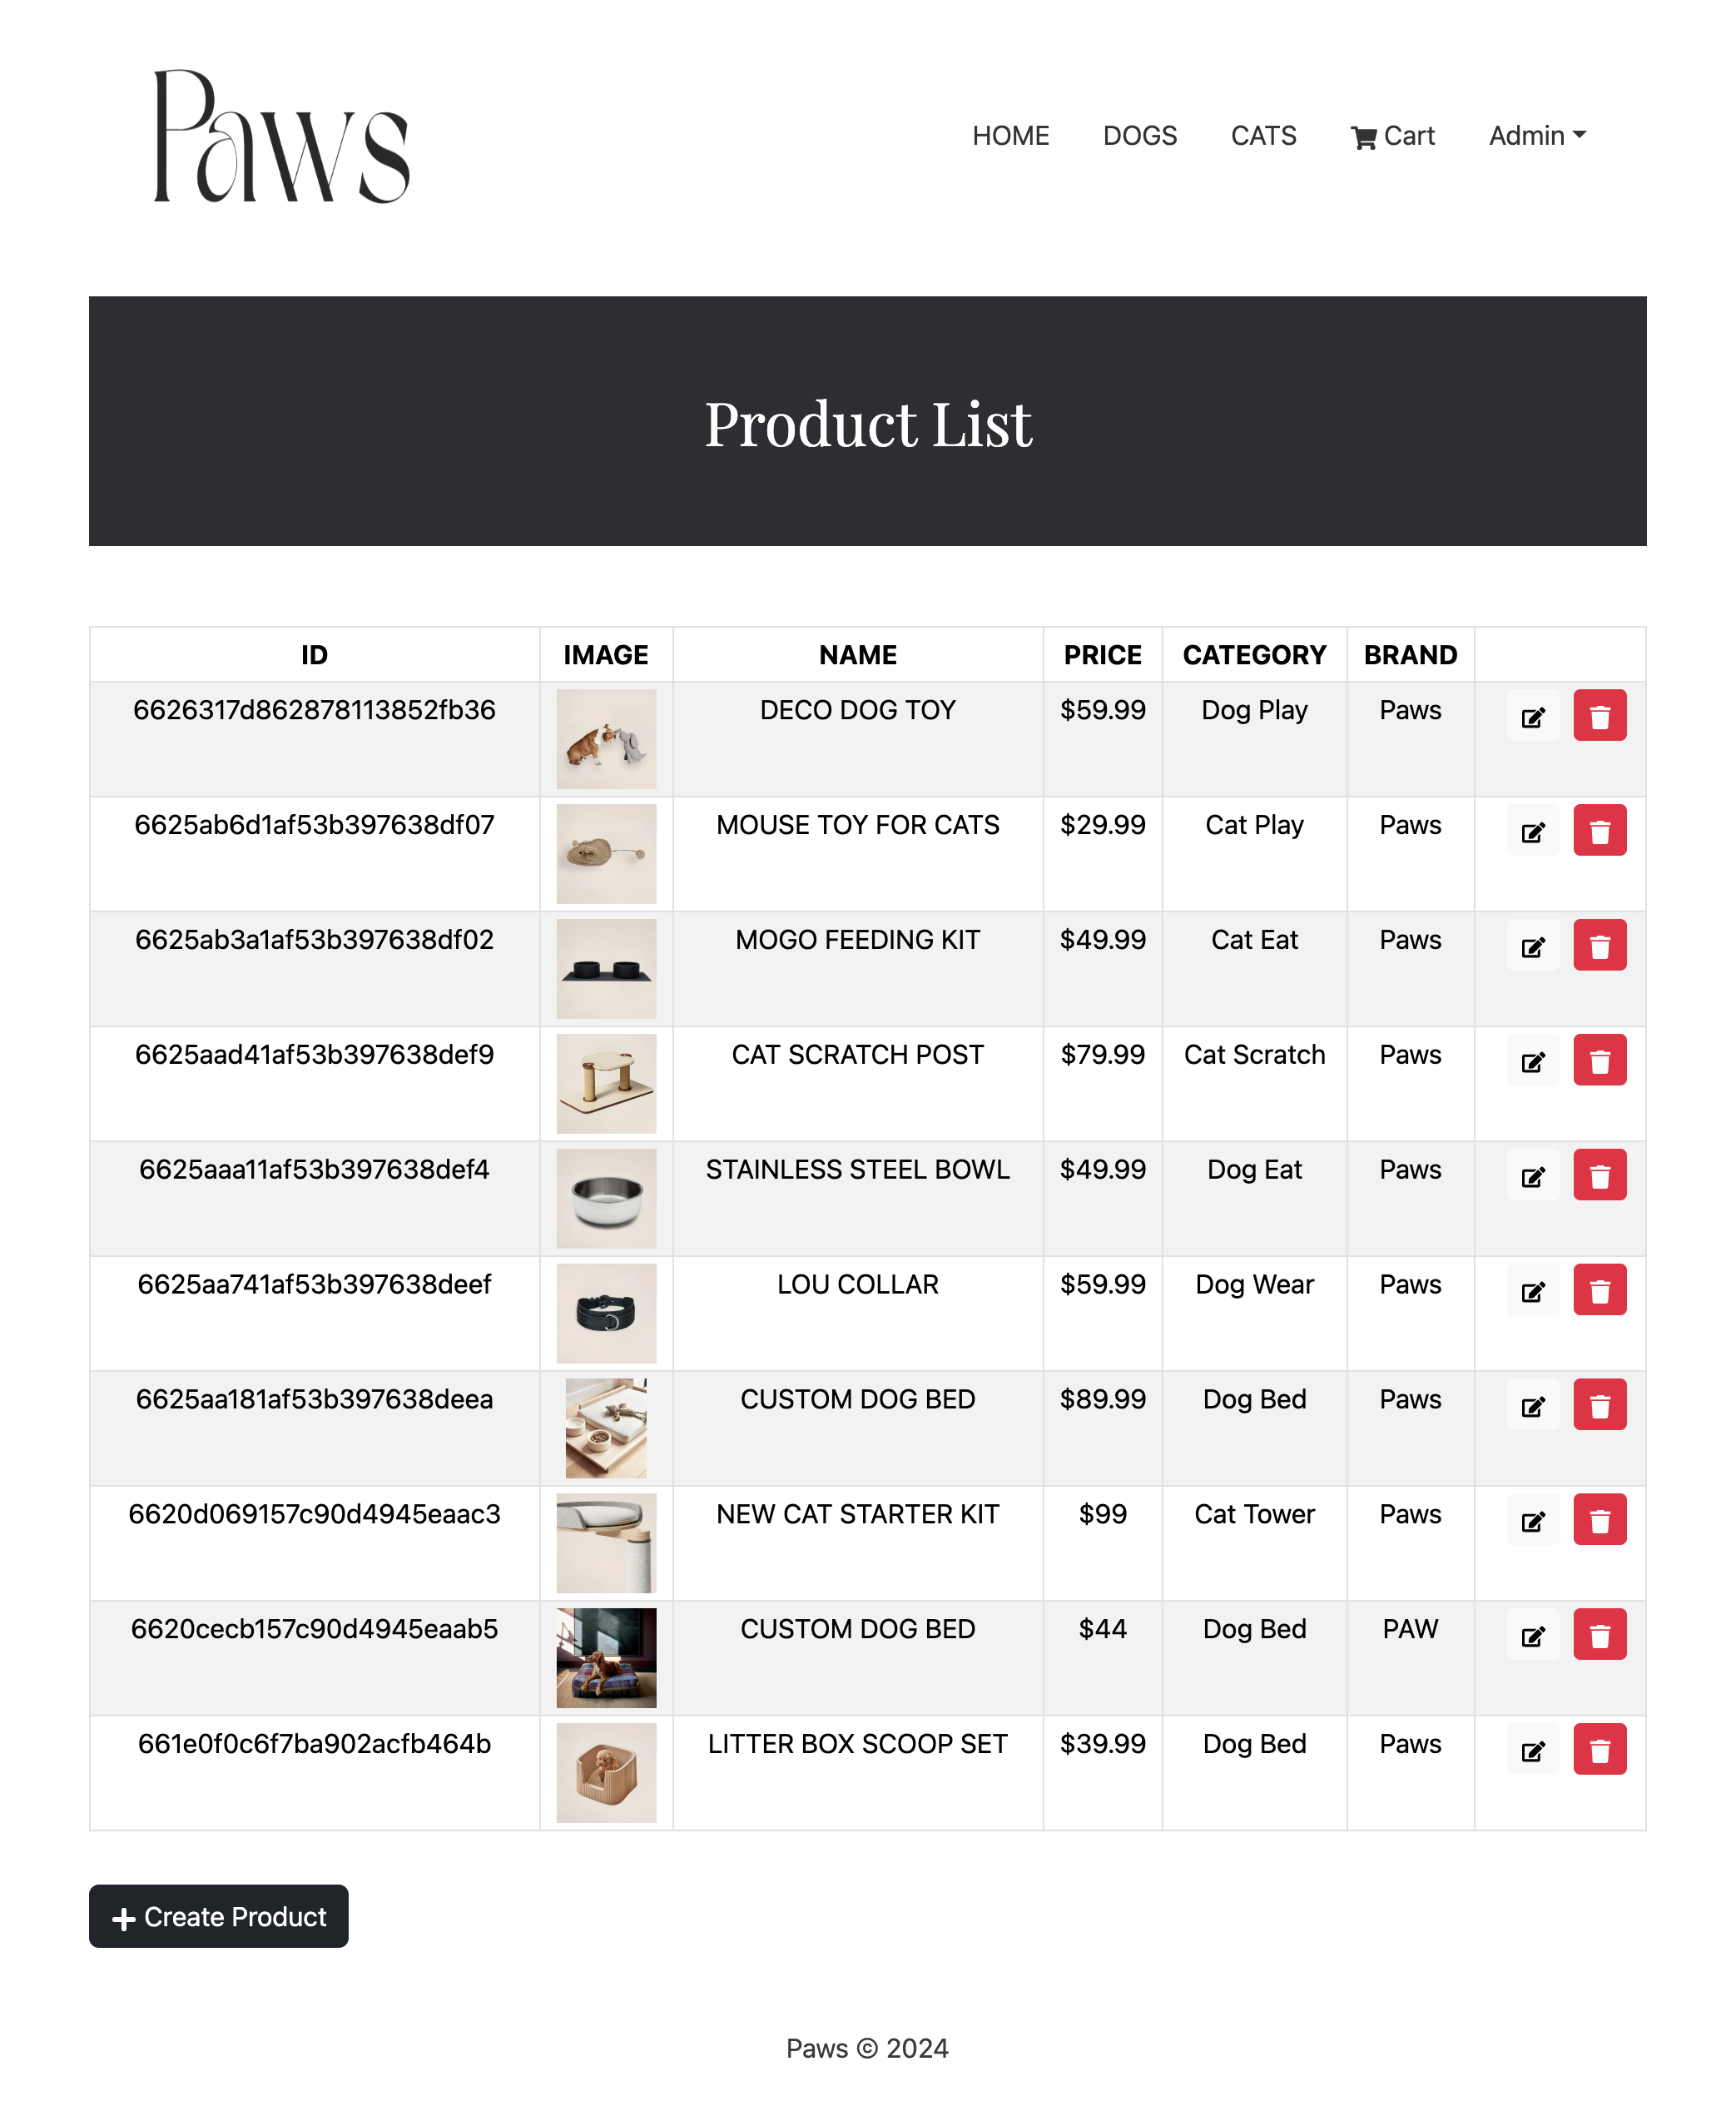 Paws
HOME DOGS CATS Cart Admin
Product List
ID IMAGE NAME PRICE CATEGORY BRAND
6626317d862878113852fb36 DECO DOG TOY $59.99 Dog Play Paws
6625ab6d1af53b397638df07 MOUSE TOY FOR CATS $29.99 Cat Play Paws
6625ab3a1af53b397638df02 MOGO FEEDING KIT $49.99 Cat Eat Paws
6625aad41af53b397638def9 CAT SCRATCH POST $79.99 Cat Scratch Paws
6625aaa11af53b397638def4 STAINLESS STEEL BOWL $49.99 Dog Eat Paws
6625aa741af53b397638deef LOU COLLAR $59.99 Dog Wear Paws
6625aa181af53b397638deea CUSTOM DOG BED $89.99 Dog Bed Paws
6620d069157c90d4945eaac3 NEW CAT STARTER KIT $99 Cat Tower Paws
6620cecb157c90d4945eaab5 CUSTOM DOG BED $44 Dog Bed PAW
661e0f0c6f7ba902acfb464b LITTER BOX SCOOP SET $39.99 Dog Bed Paws
Create Product
Paws © 2024